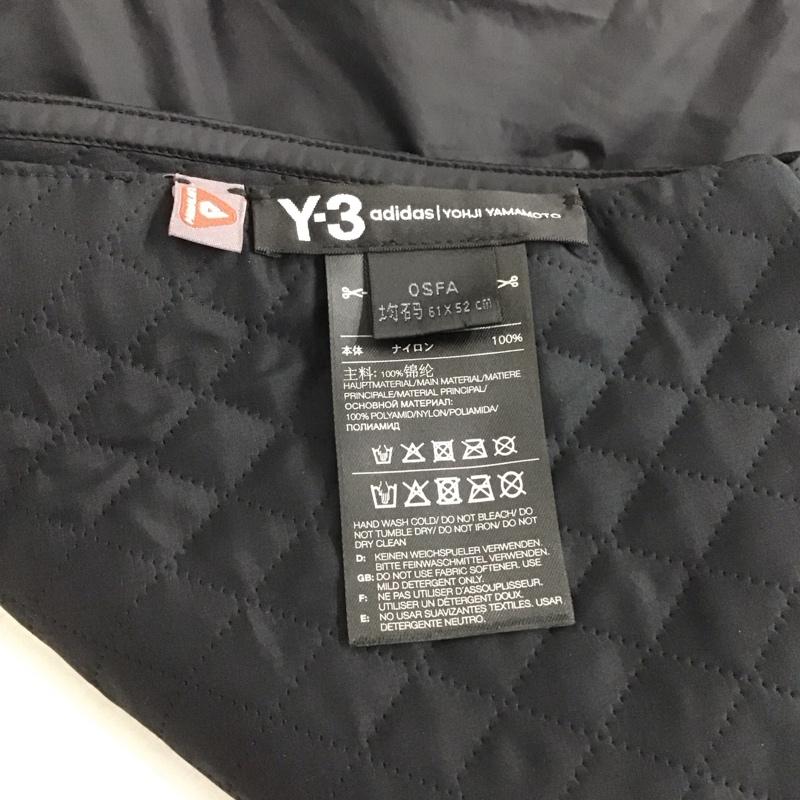 PRIMALOFT
Y-3 adidas | YOHJI YAMAMOTO
OSFA
均码 61 X 52 cm
本体 ナイロン 100%
主料: 100%锦纶
HAUPTMATERIAL/MAIN MATERIAL/MATIERE
PRINCIPALE/MATERIAL PRINCIPAL/
ОСНОВНОЙ МАТЕРИАЛ:
100% POLYAMID/NYLON/POLIAMIDA/
ПОЛИАМИД
HAND WASH COLD/ DO NOT BLEACH/ DO
NOT TUMBLE DRY/ DO NOT IRON/ DO NOT
DRY CLEAN
D: KEINEN WEICHSPUELER VERWENDEN.
BITTE FEINWASCHMITTEL VERWENDEN.
GB: DO NOT USE FABRIC SOFTENER. USE
MILD DETERGENT ONLY.
F: NE PAS UTILISER D'ASSOUPLISSEUR.
UTILISER UN DÉTERGENT DOUX.
E: NO USAR SUAVIZANTES TEXTILES. USAR
DETERGENTE NEUTRO.